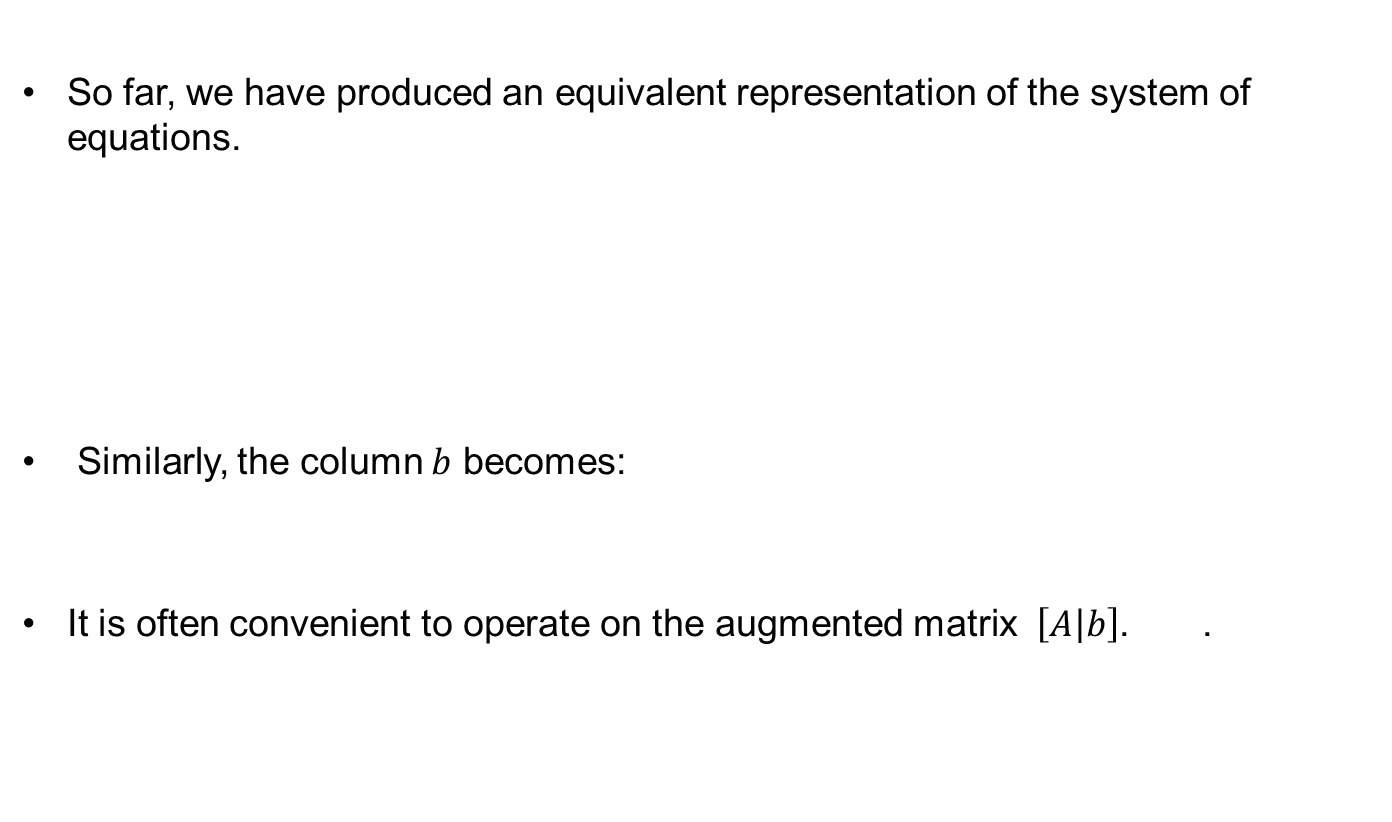 • So far, we have produced an equivalent representation of the system of
equations.
• Similarly, the column b becomes:
• It is often convenient to operate on the augmented matrix [A|b]. .